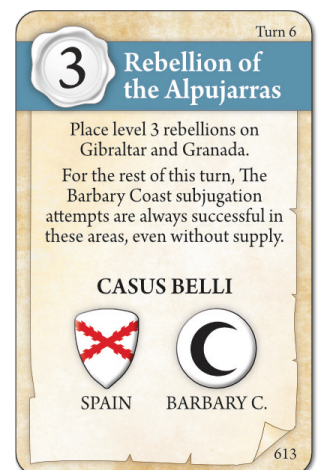 Turn 6
3
Rebellion of
the Alpujarras
Place level 3 rebellions on
Gibraltar and Granada.
For the rest of this turn, The
Barbary Coast subjugation
attempts are always successful in
these areas, even without supply.
CASUS BELLI
SPAIN BARBARY C.
613